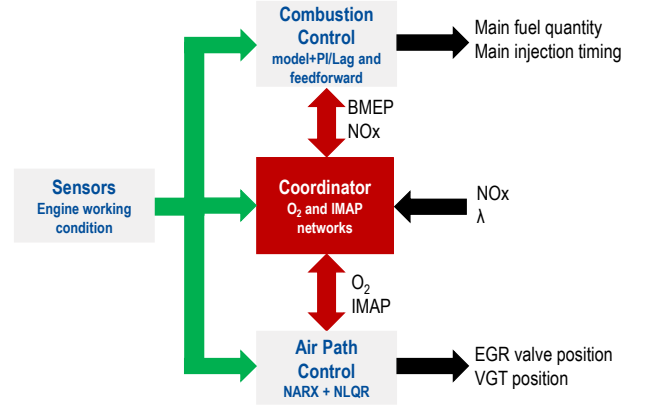 Combustion
Control
model+PI/Lag and
feedforward
Main fuel quantity
Main injection timing
BMEP
NOx
Sensors
Engine working
condition
Coordinator
O₂ and IMAP
networks
NOx
λ
O₂
IMAP
Air Path
Control
NARX + NLQR
EGR valve position
VGT position